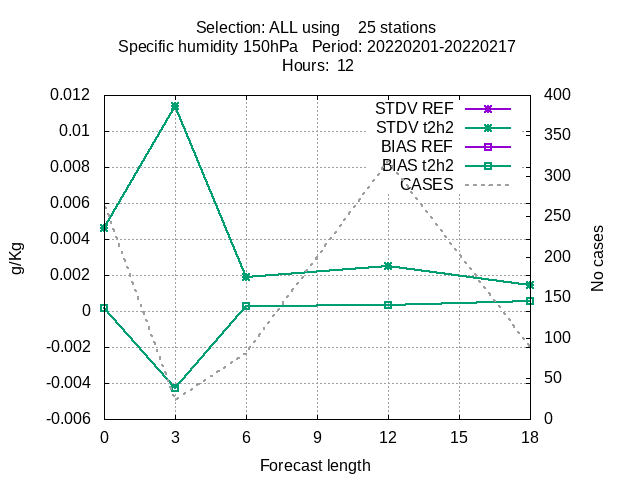 Selection: ALL using    25 stations
Specific humidity 150hPa   Period: 20220201-20220217
Hours:  12
STDV REF
STDV t2h2
BIAS REF
BIAS t2h2
CASES
0.012
0.01
0.008
0.006
0.004
0.002
0
-0.002
-0.004
-0.006
g/Kg
400
350
300
250
200
150
100
50
0
No cases
0 3 6 9 12 15 18
Forecast length